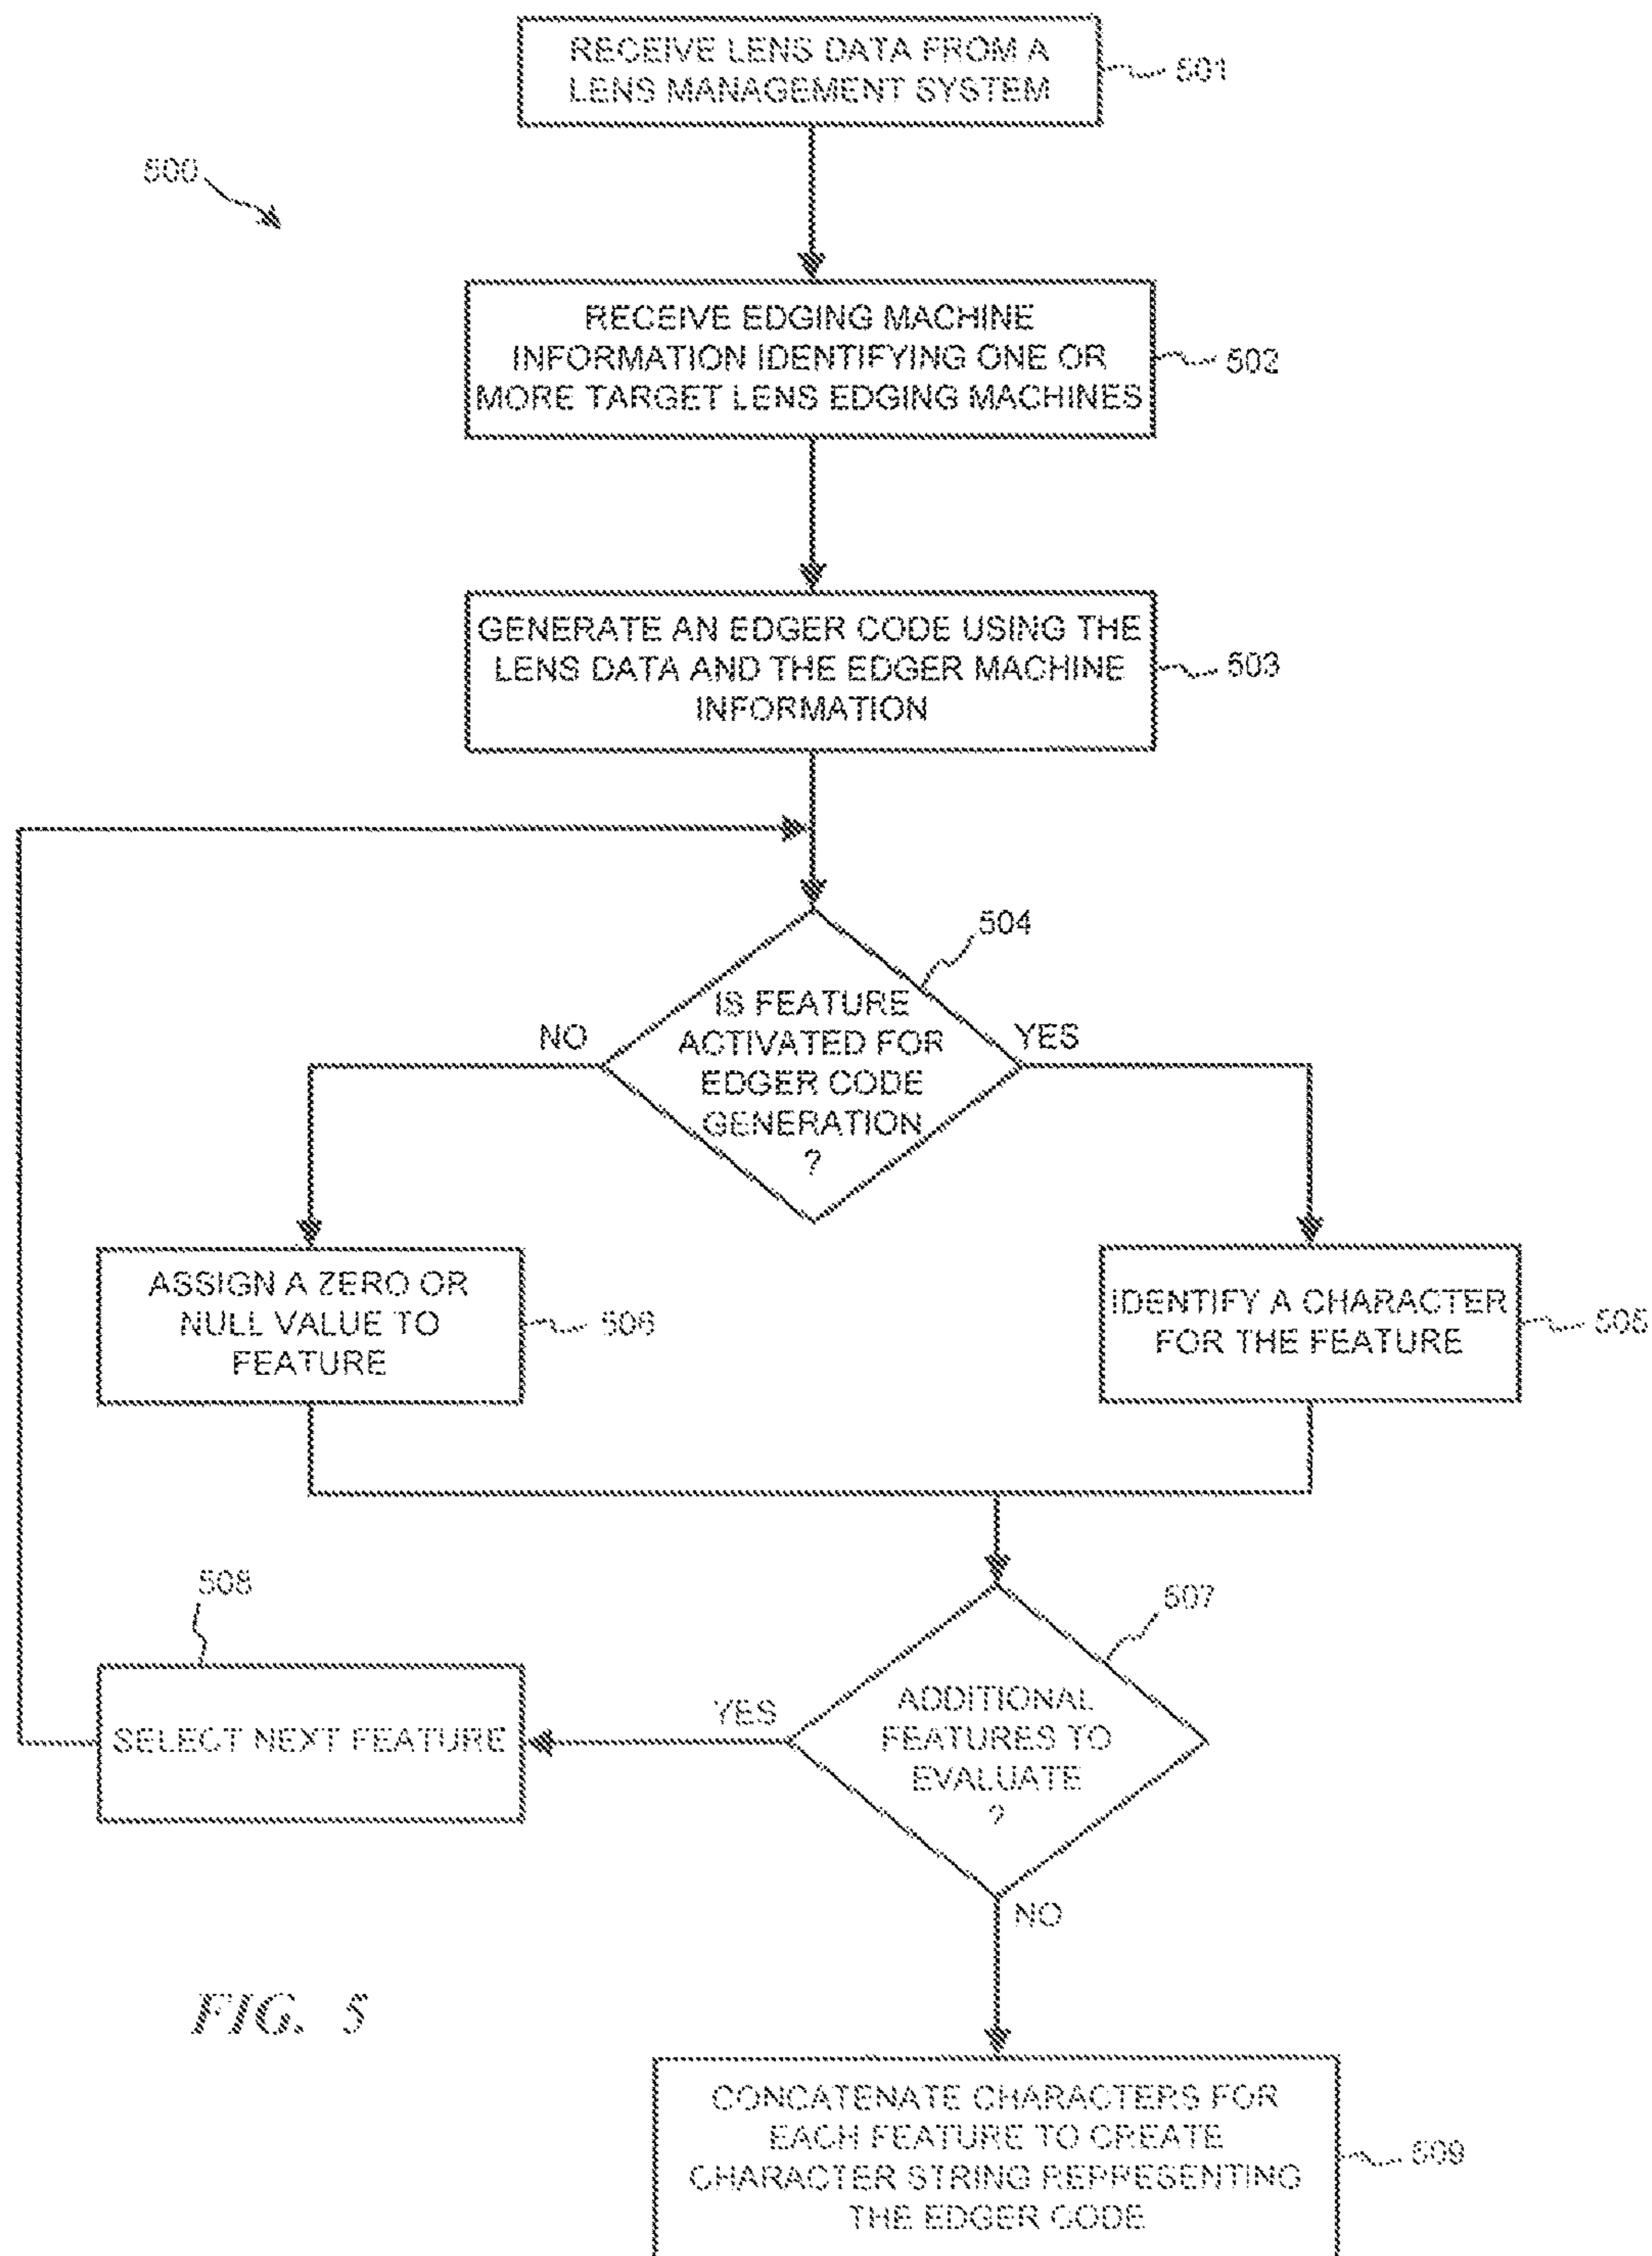 RECEIVE LENS DATA FROM A
LENS MANAGEMENT SYSTEM
501
500
RECEIVE EDGING MACHINE
INFORMATION IDENTIFYING ONE OR
MORE TARGET LENS EDGING MACHINES
502
GENERATE AN EDGER CODE USING THE
LENS DATA AND THE EDGER MACHINE
INFORMATION
503
504
IS FEATURE
ACTIVATED FOR
EDGER CODE
GENERATION
?
NO
YES
ASSIGN A ZERO OR
NULL VALUE TO
FEATURE
506
IDENTIFY A CHARACTER
FOR THE FEATURE
505
508
507
SELECT NEXT FEATURE
YES
ADDITIONAL
FEATURES TO
EVALUATE
?
NO
FIG. 5
CONCATENATE CHARACTERS FOR
EACH FEATURE TO CREATE
CHARACTER STRING REPRESENTING
THE EDGER CODE
509